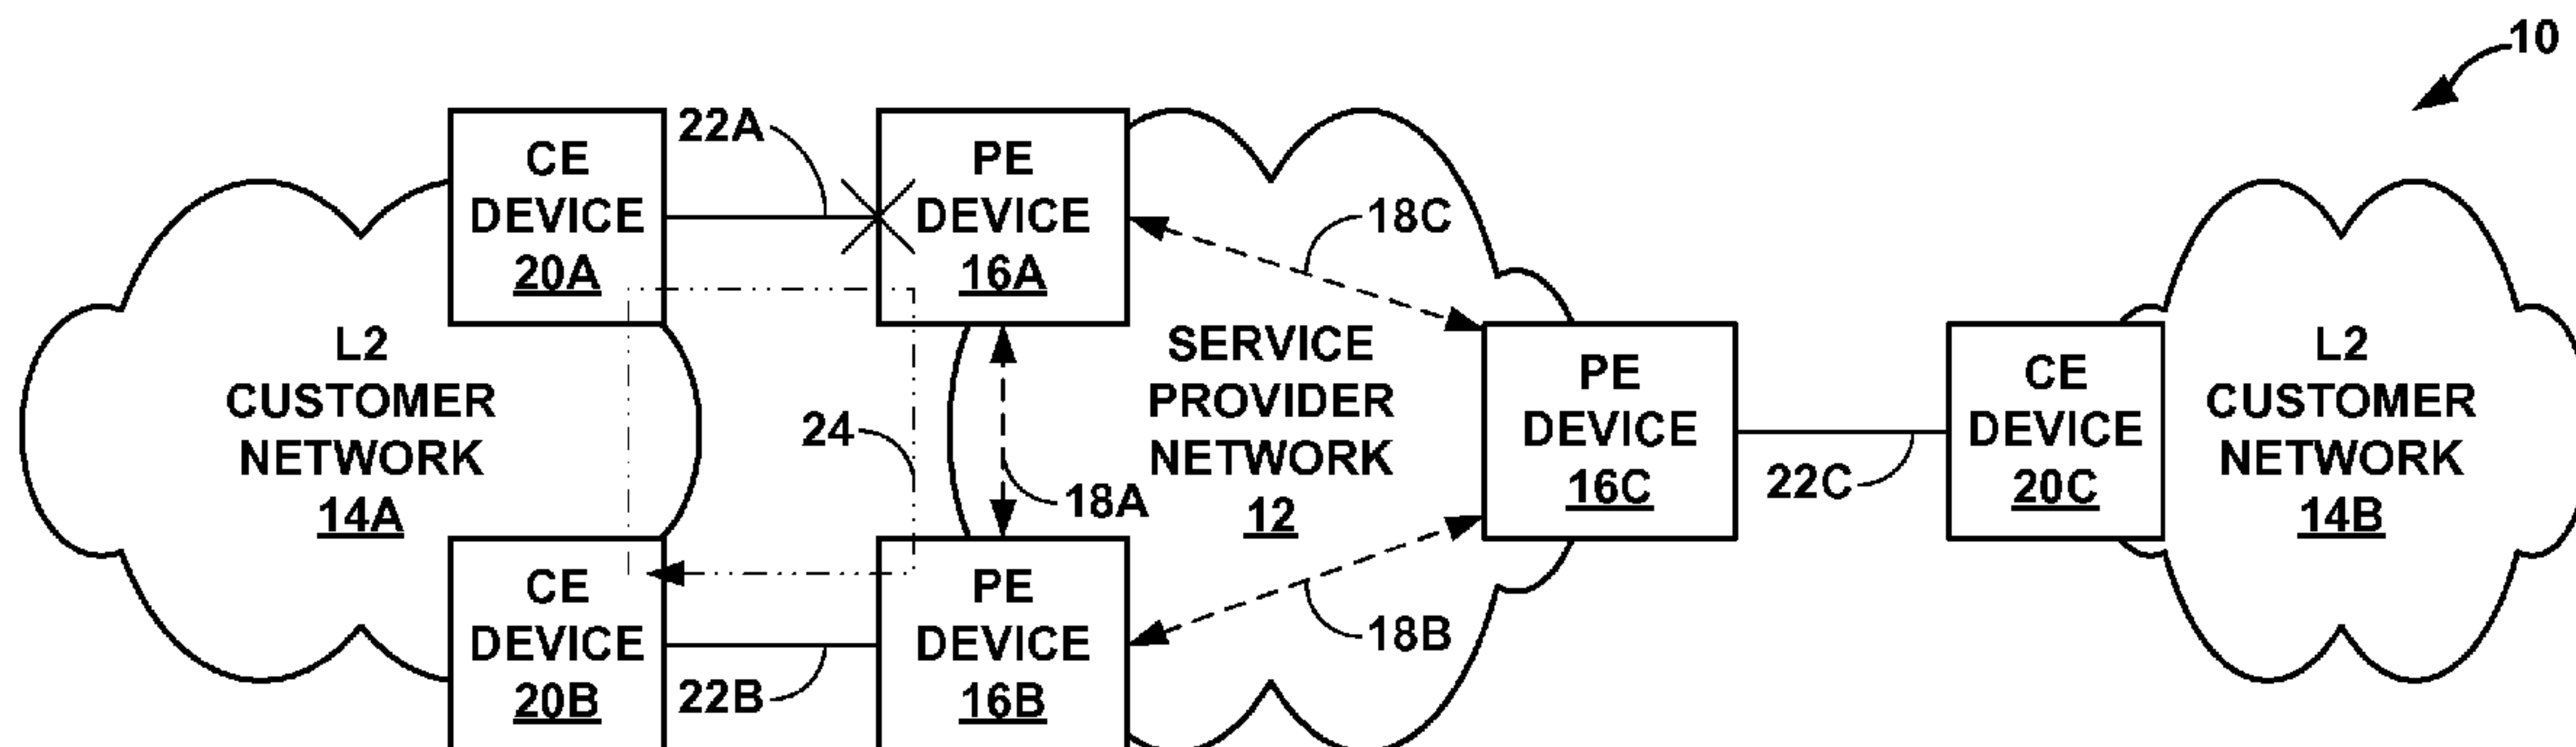 10
CE
DEVICE
20A
22A
PE
DEVICE
16A
18C
L2
CUSTOMER
NETWORK
14A
24
18A
SERVICE
PROVIDER
NETWORK
12
PE
DEVICE
16C
22C
CE
DEVICE
20C
L2
CUSTOMER
NETWORK
14B
CE
DEVICE
20B
22B
PE
DEVICE
16B
18B